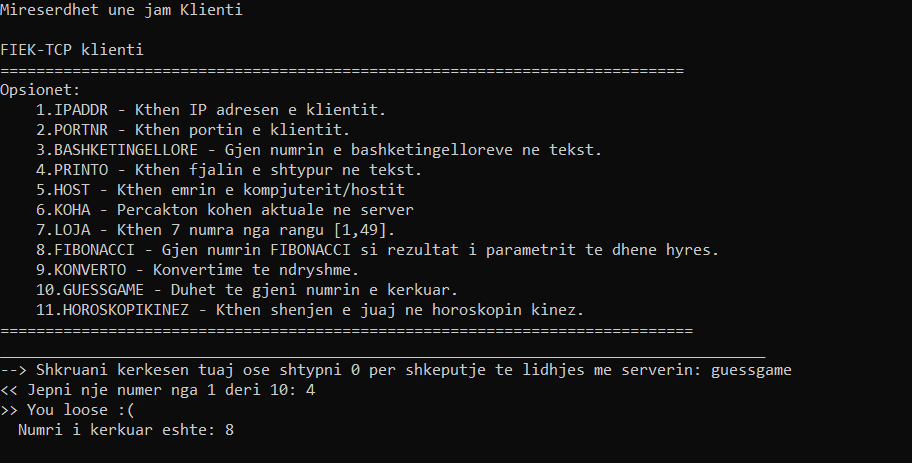 Mireserdhet une jam Klienti
FIEK-TCP klienti
============================================================================
Opsionet:
1.IPADDR - Kthen IP adresen e klientit.
2.PORTNR - Kthen portin e klientit.
3.BASHKETINGELLORE - Gjen numrin e bashketingelloreve ne tekst.
4.PRINTO - Kthen fjalin e shtypur ne tekst.
5.HOST - Kthen emrin e kompjuterit/hostit
6.KOHA - Percakton kohen aktuale ne server
7.LOJA - Kthen 7 numra nga rangu [1,49].
8.FIBONACCI - Gjen numrin FIBONACCI si rezultat i parametrit te dhene hyres.
9.KONVERTO - Konvertime te ndryshme.
10.GUESSGAME - Duhet te gjeni numrin e kerkuar.
11.HOROSKOPIKINEZ - Kthen shenjen e juaj ne horoskopin kinez.
=============================================================================
_____________________________________________________________________________________
--> Shkruani kerkesen tuaj ose shtypni 0 per shkeputje te lidhjes me serverin: guessgame
<< Jepni nje numer nga 1 deri 10: 4
>> You loose :(
Numri i kerkuar eshte: 8